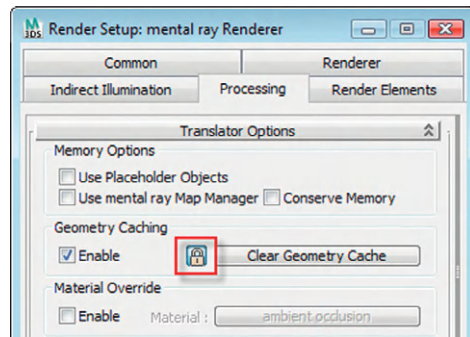 M
3DS Render Setup: mental ray Renderer
Common Renderer
Indirect Illumination Processing Render Elements
Translator Options
Memory Options
Use Placeholder Objects
Use mental ray Map Manager Conserve Memory
Geometry Caching
Enable Clear Geometry Cache
Material Override
Enable Material : ambient occlusion